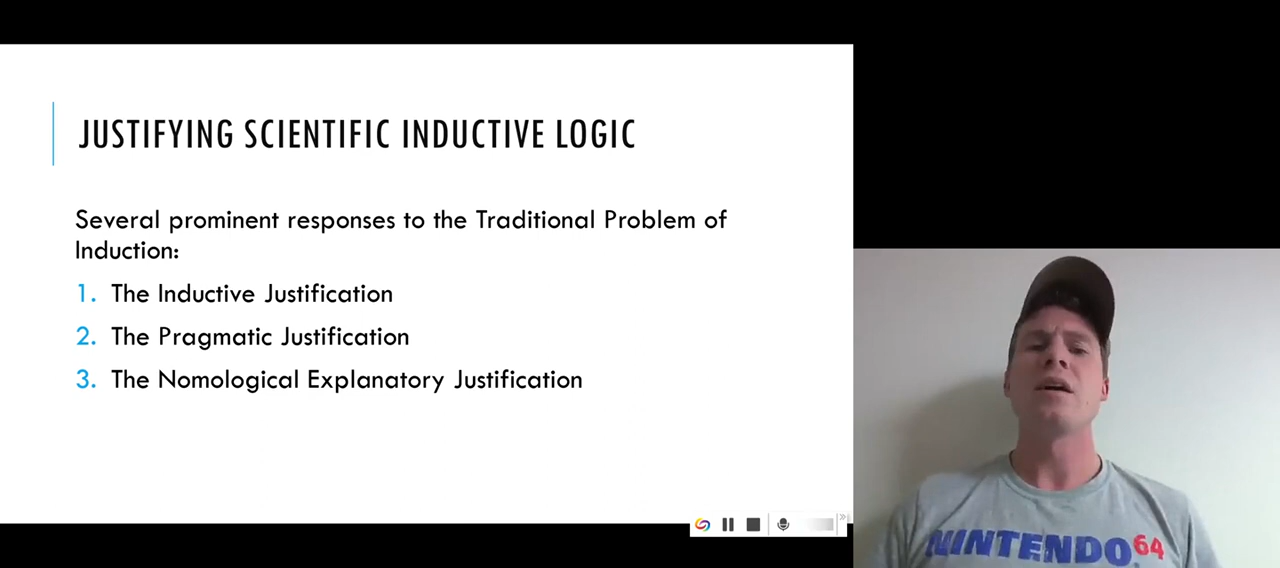 JUSTIFYING SCIENTIFIC INDUCTIVE LOGIC
Several prominent responses to the Traditional Problem of
Induction:
1. The Inductive Justification
2. The Pragmatic Justification
3. The Nomological Explanatory Justification
NINTENDO64